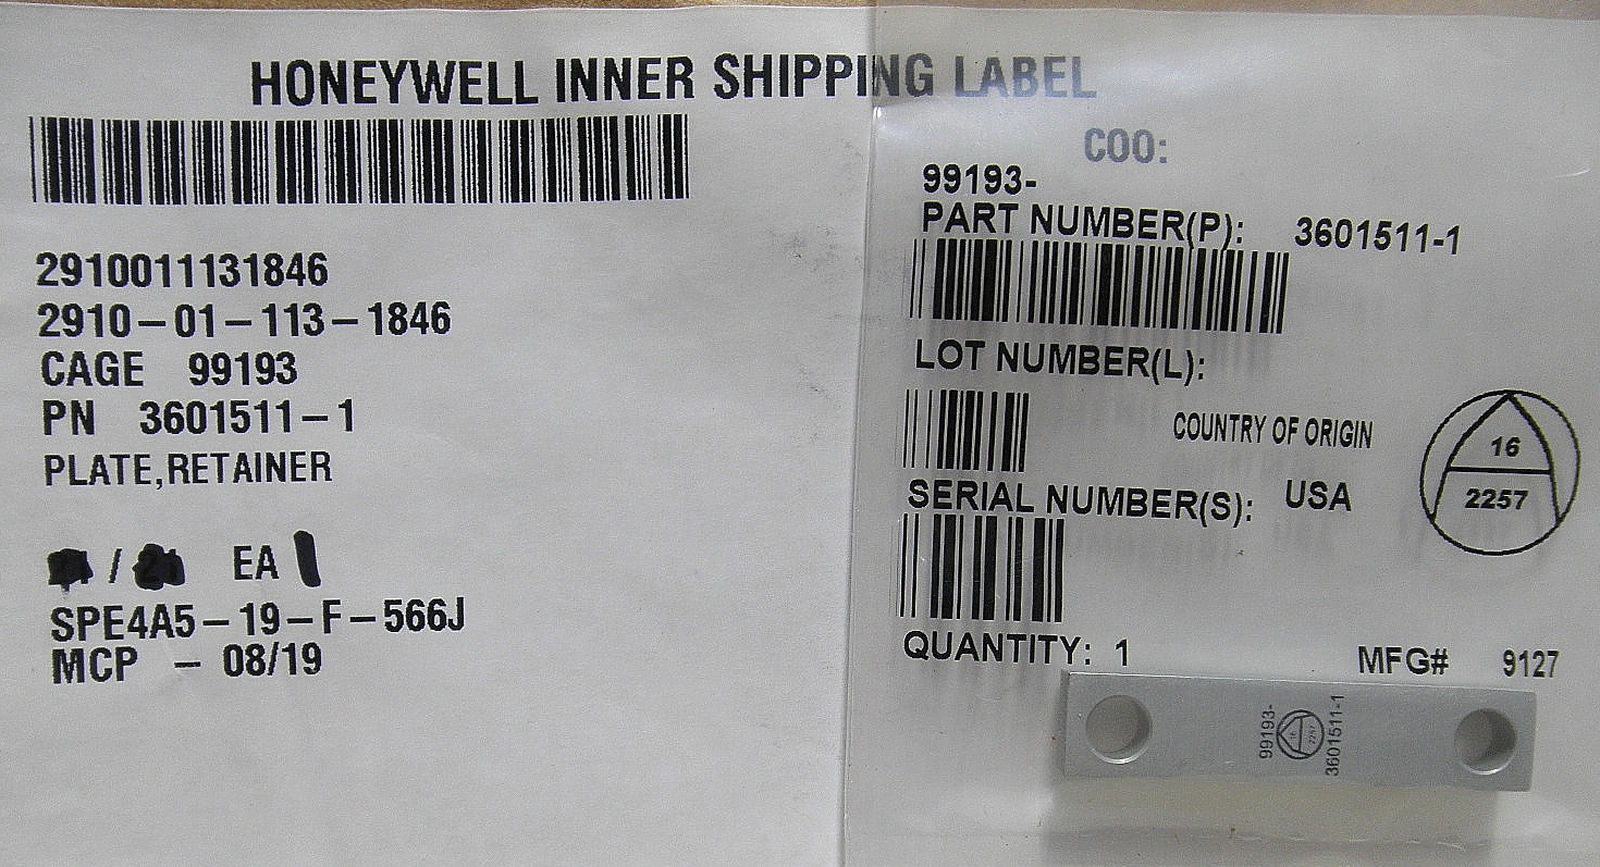 HONEYWELL INNER SHIPPING LABEL
2910011131846
2910-01-113-1846
CAGE 99193
PN 3601511-1
PLATE,RETAINER
/ EA
SPE4A5-19-F-566J
MCP - 08/19
COO:
99193-
PART NUMBER(P): 3601511-1
LOT NUMBER(L):
COUNTRY OF ORIGIN
USA
SERIAL NUMBER(S):
16
2257
QUANTITY: 1
MFG# 9127
99193-
16
2257
3601511-1